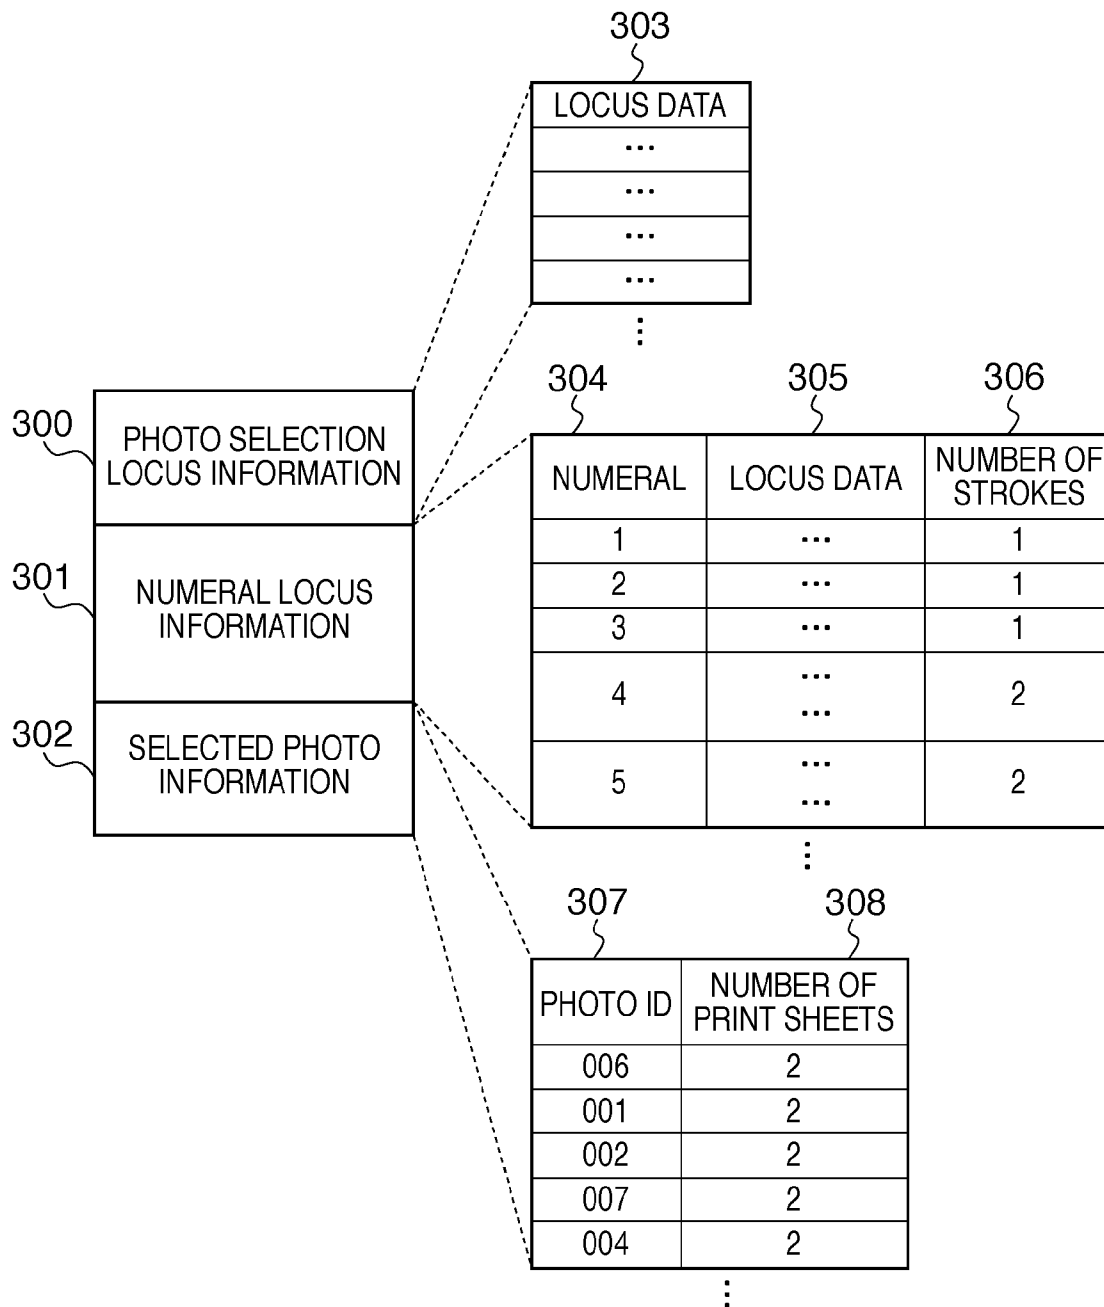 303
LOCUS DATA
...
...
...
...
⋮
304 305 306
300
PHOTO SELECTION
LOCUS INFORMATION
301
NUMERAL LOCUS
INFORMATION
302
SELECTED PHOTO
INFORMATION
NUMERAL LOCUS DATA NUMBER OF
STROKES
1 ... 1
2 ... 1
3 ... 1
4 ... 2
...
5 ... 2
...
⋮
307 308
PHOTO ID NUMBER OF
PRINT SHEETS
006 2
001 2
002 2
007 2
004 2
⋮